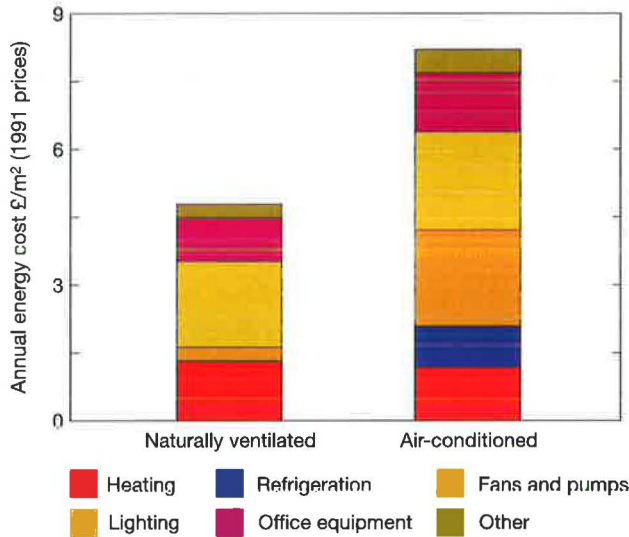 9
6
3
0
Annual energy cost £/m² (1991 prices)
Naturally ventilated
Air-conditioned
Heating
Refrigeration
Fans and pumps
Lighting
Office equipment
Other